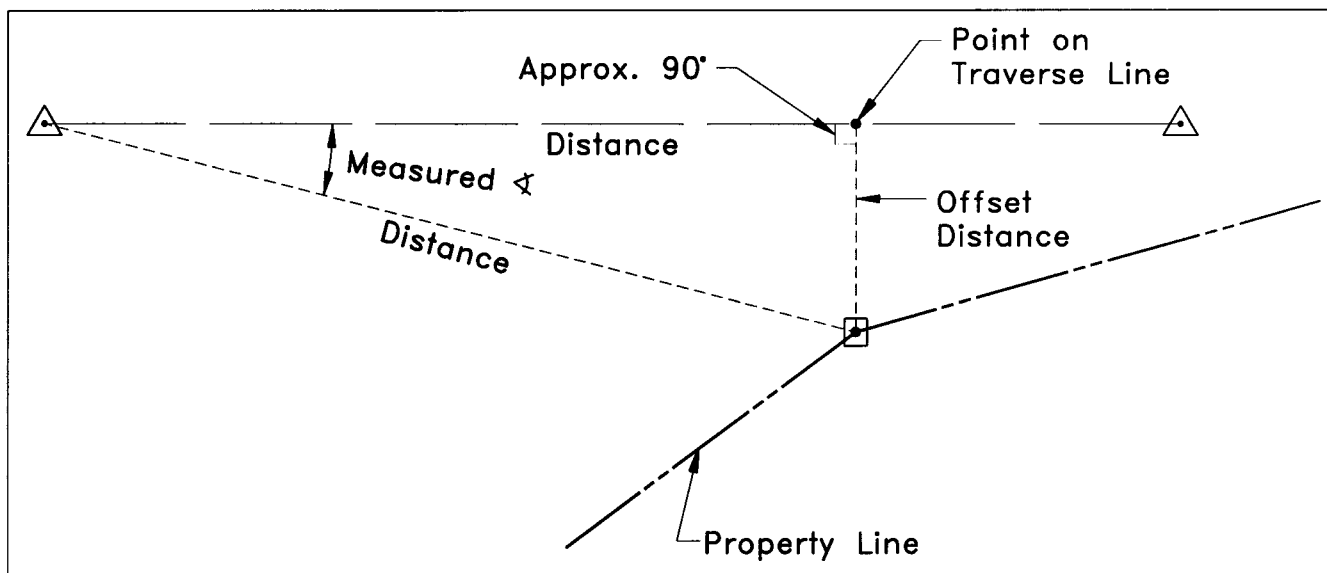 Point on
Traverse Line
Approx. 90°
Distance
Measured ∢
Distance
Offset
Distance
Property Line